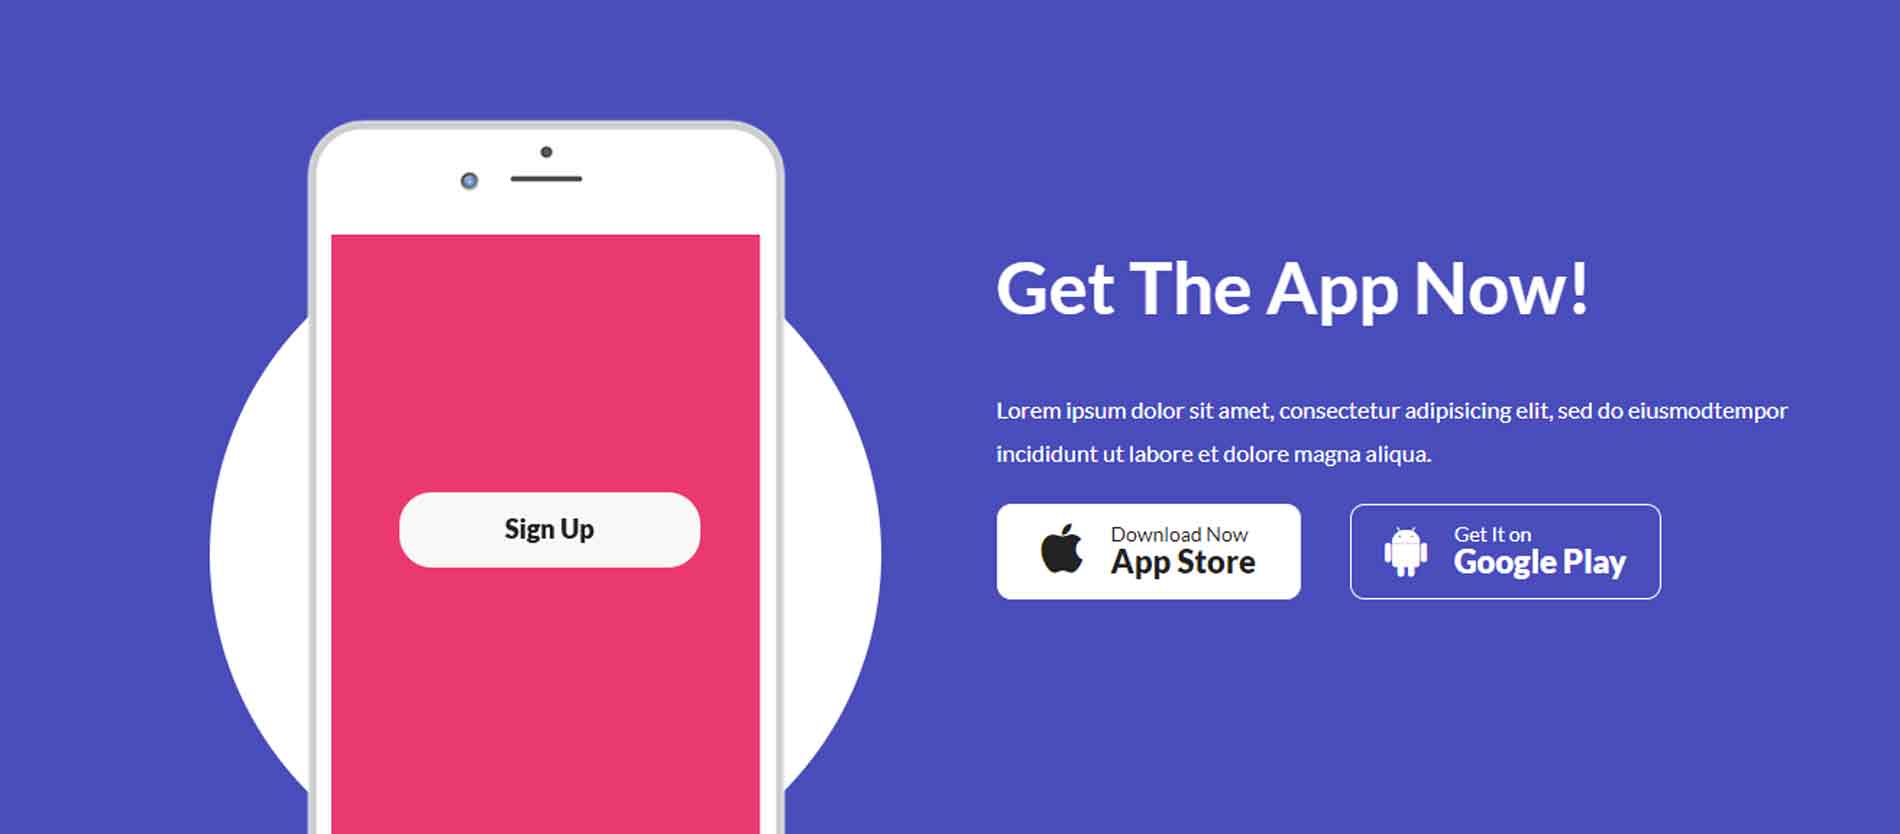 Sign Up
Get The App Now!
Lorem ipsum dolor sit amet, consectetur adipisicing elit, sed do eiusmodtempor
incididunt ut labore et dolore magna aliqua.
Download Now
App Store
Get It on
Google Play